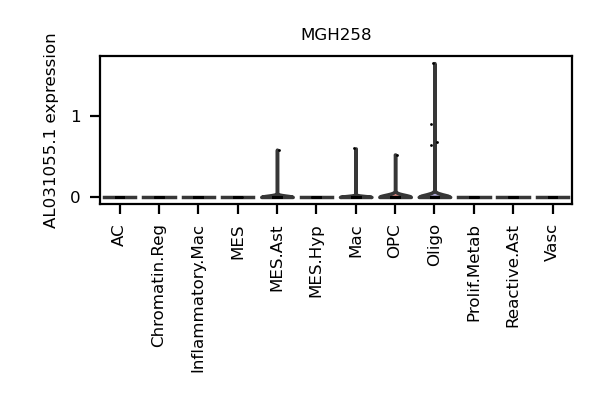 MGH258
AL031055.1 expression
1
0
AC
Chromatin.Reg
Inflammatory.Mac
MES
MES.Ast
MES.Hyp
Mac
OPC
Oligo
Prolif.Metab
Reactive.Ast
Vasc